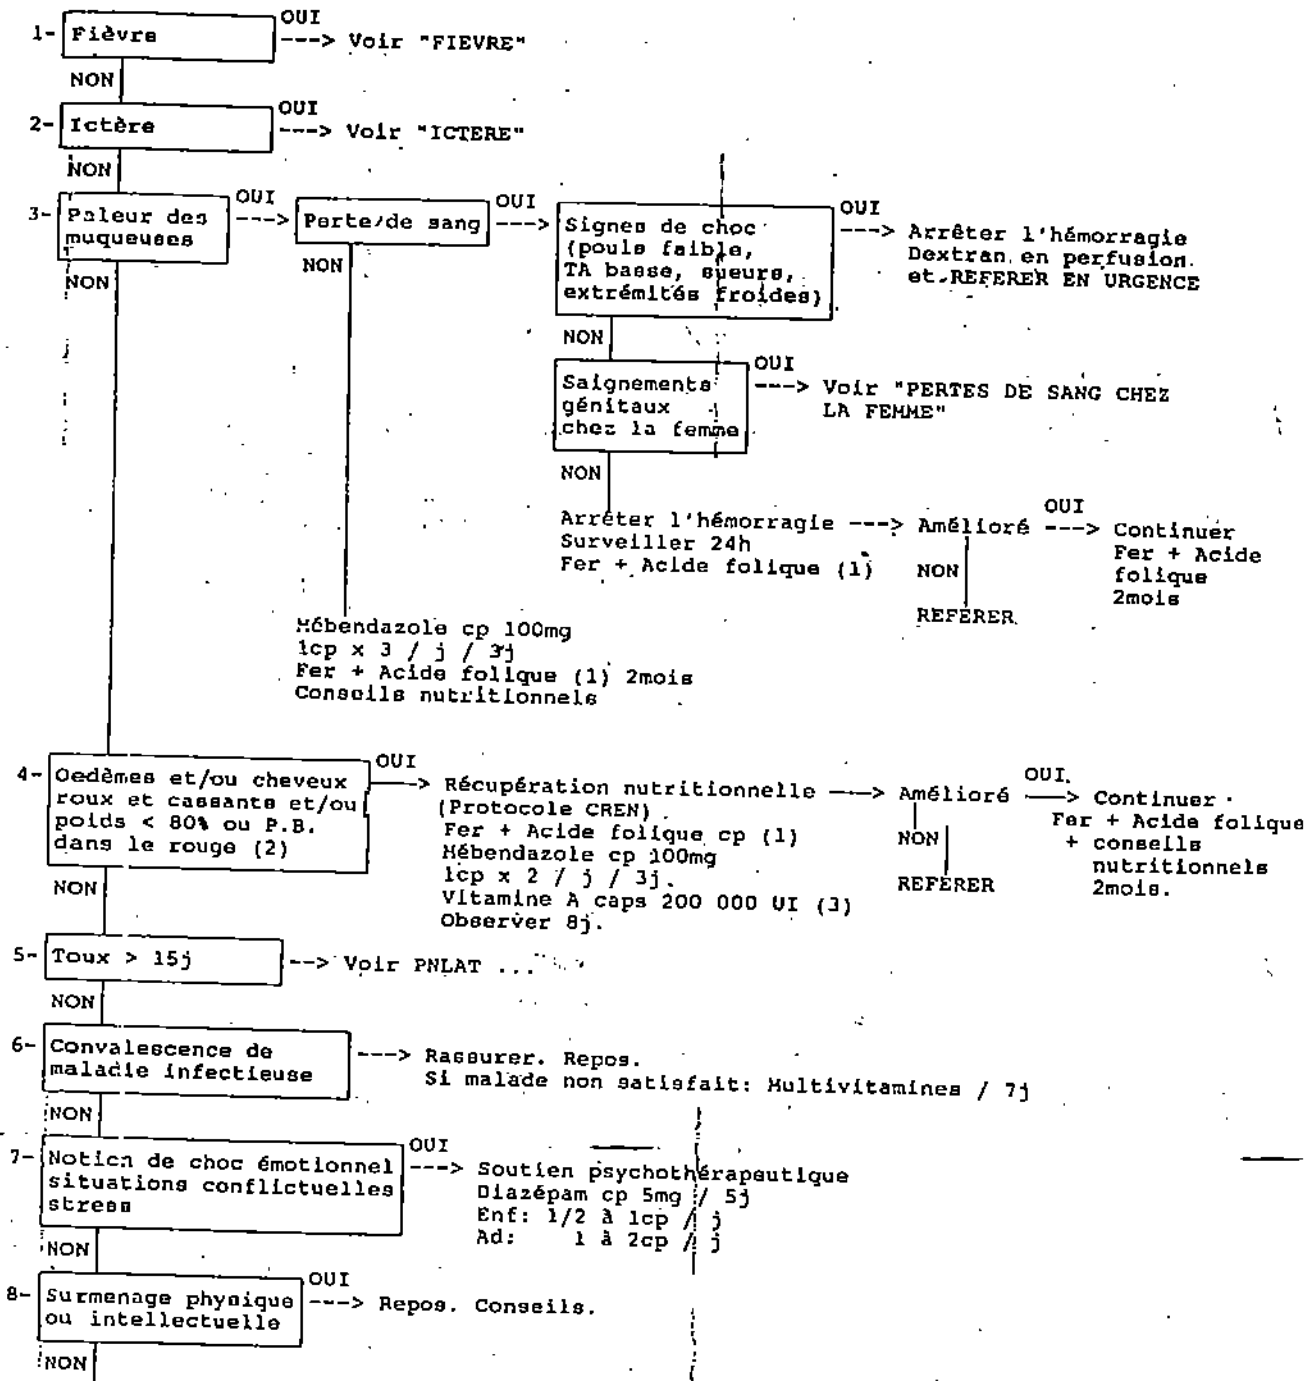 OUI
1- Fièvre ---> Voir "FIEVRE"
NON
OUI
2- Ictère ---> Voir "ICTERE"
NON
OUI
3- Paleur des muqueuses --->
NON
Perte de sang
OUI
--->
NON
Signes de choc
(pouls faible,
TA basse, sueurs,
extrémités froides)
OUI
---> Arrêter l'hémorragie
Dextran en perfusion.
et REFERER EN URGENCE
NON
Saignements
génitaux
chez la femme
OUI
---> Voir "PERTES DE SANG CHEZ
LA FEMME"
NON
Arrêter l'hémorragie ---> Amélioré
Surveiller 24h
Fer + Acide folique (1)
OUI
---> Continuer
Fer + Acide
folique
2mois
NON
REFERER
Mébendazole cp 100mg
1cp x 3 / j / 3j
Fer + Acide folique (1) 2mois
Conseils nutritionnels
4- Oedèmes et/ou cheveux
roux et cassants et/ou
poids < 80% ou P.B.
dans le rouge (2)
OUI
---> Récupération nutritionnelle ---> Amélioré
(Protocole CREN)
Fer + Acide folique cp (1)
Mébendazole cp 100mg
1cp x 2 / j / 3j.
Vitamine A caps 200 000 UI (3)
Observer 8j.
OUI.
---> Continuer
Fer + Acide folique
+ conseils
nutritionnels
2mois.
NON
REFERER
NON
5- Toux > 15j --> Voir PNLAT ...
NON
6- Convalescence de
maladie infectieuse
---> Rassurer. Repos.
Si malade non satisfait: Multivitamines / 7j
NON
7- Notion de choc émotionnel
situations conflictuelles
stress
OUI
---> Soutien psychothérapeutique
Diazépam cp 5mg / 5j
Enf: 1/2 à 1cp / j
Ad: 1 à 2cp / j
NON
8- Surmenage physique
ou intellectuelle
OUI
---> Repos. Conseils.
NON